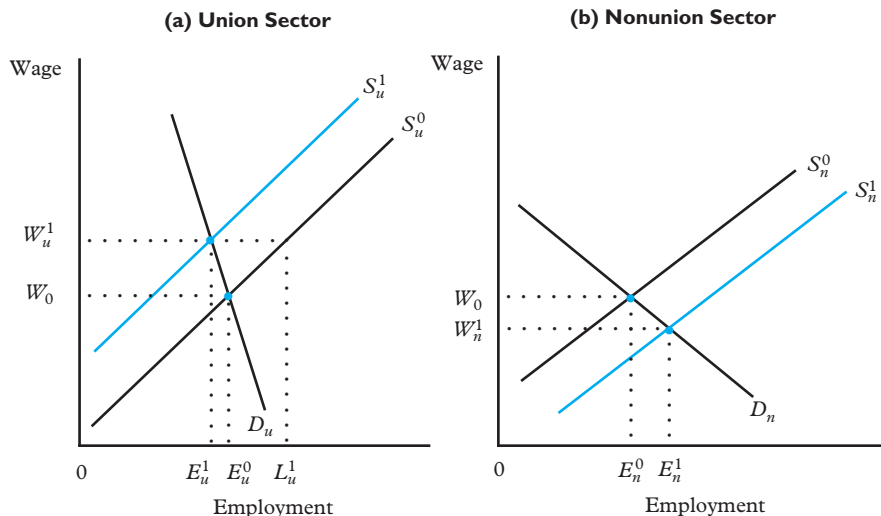 (a) Union Sector
Wage
S_u^1
S_u^0
W_u^1
W_0
D_u
0
E_u^1 E_u^0 L_u^1
Employment
(b) Nonunion Sector
Wage
S_n^0
S_n^1
W_0
W_n^1
D_n
0
E_n^0 E_n^1
Employment